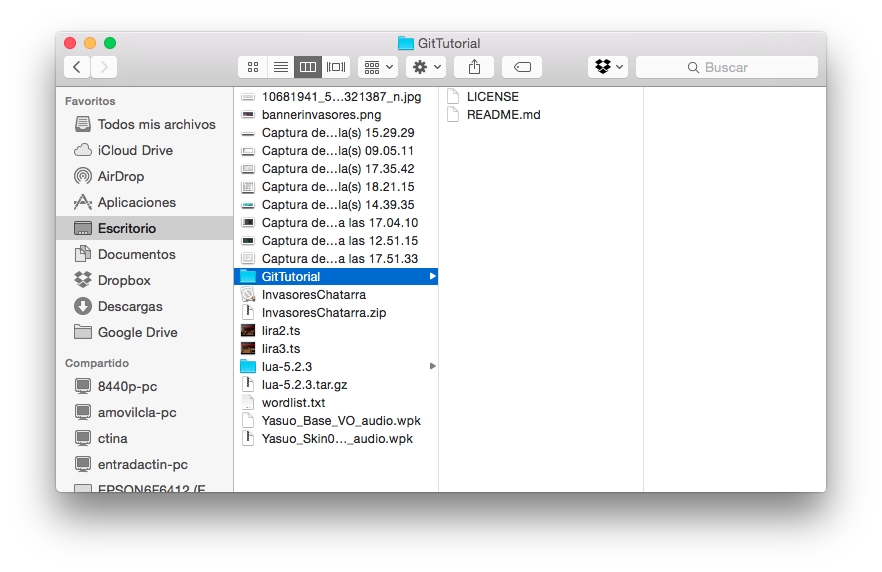 GitTutorial
Buscar
Favoritos
Todos mis archivos
iCloud Drive
AirDrop
Aplicaciones
Escritorio
Documentos
Dropbox
Descargas
Google Drive
Compartido
8440p-pc
amovilcla-pc
ctina
entradactin-pc
EPSON6F6412 (F
10681941_5...321387_n.jpg
bannerinvasores.png
Captura de...la(s) 15.29.29
Captura de...la(s) 09.05.11
Captura de...la(s) 17.35.42
Captura de...la(s) 18.21.15
Captura de...la(s) 14.39.35
Captura de...a las 17.04.10
Captura de...a las 12.51.15
Captura de...a las 17.51.33
GitTutorial
InvasoresChatarra
InvasoresChatarra.zip
lira2.ts
lira3.ts
lua-5.2.3
lua-5.2.3.tar.gz
wordlist.txt
Yasuo_Base_VO_audio.wpk
Yasuo_Skin0..._audio.wpk
LICENSE
README.md